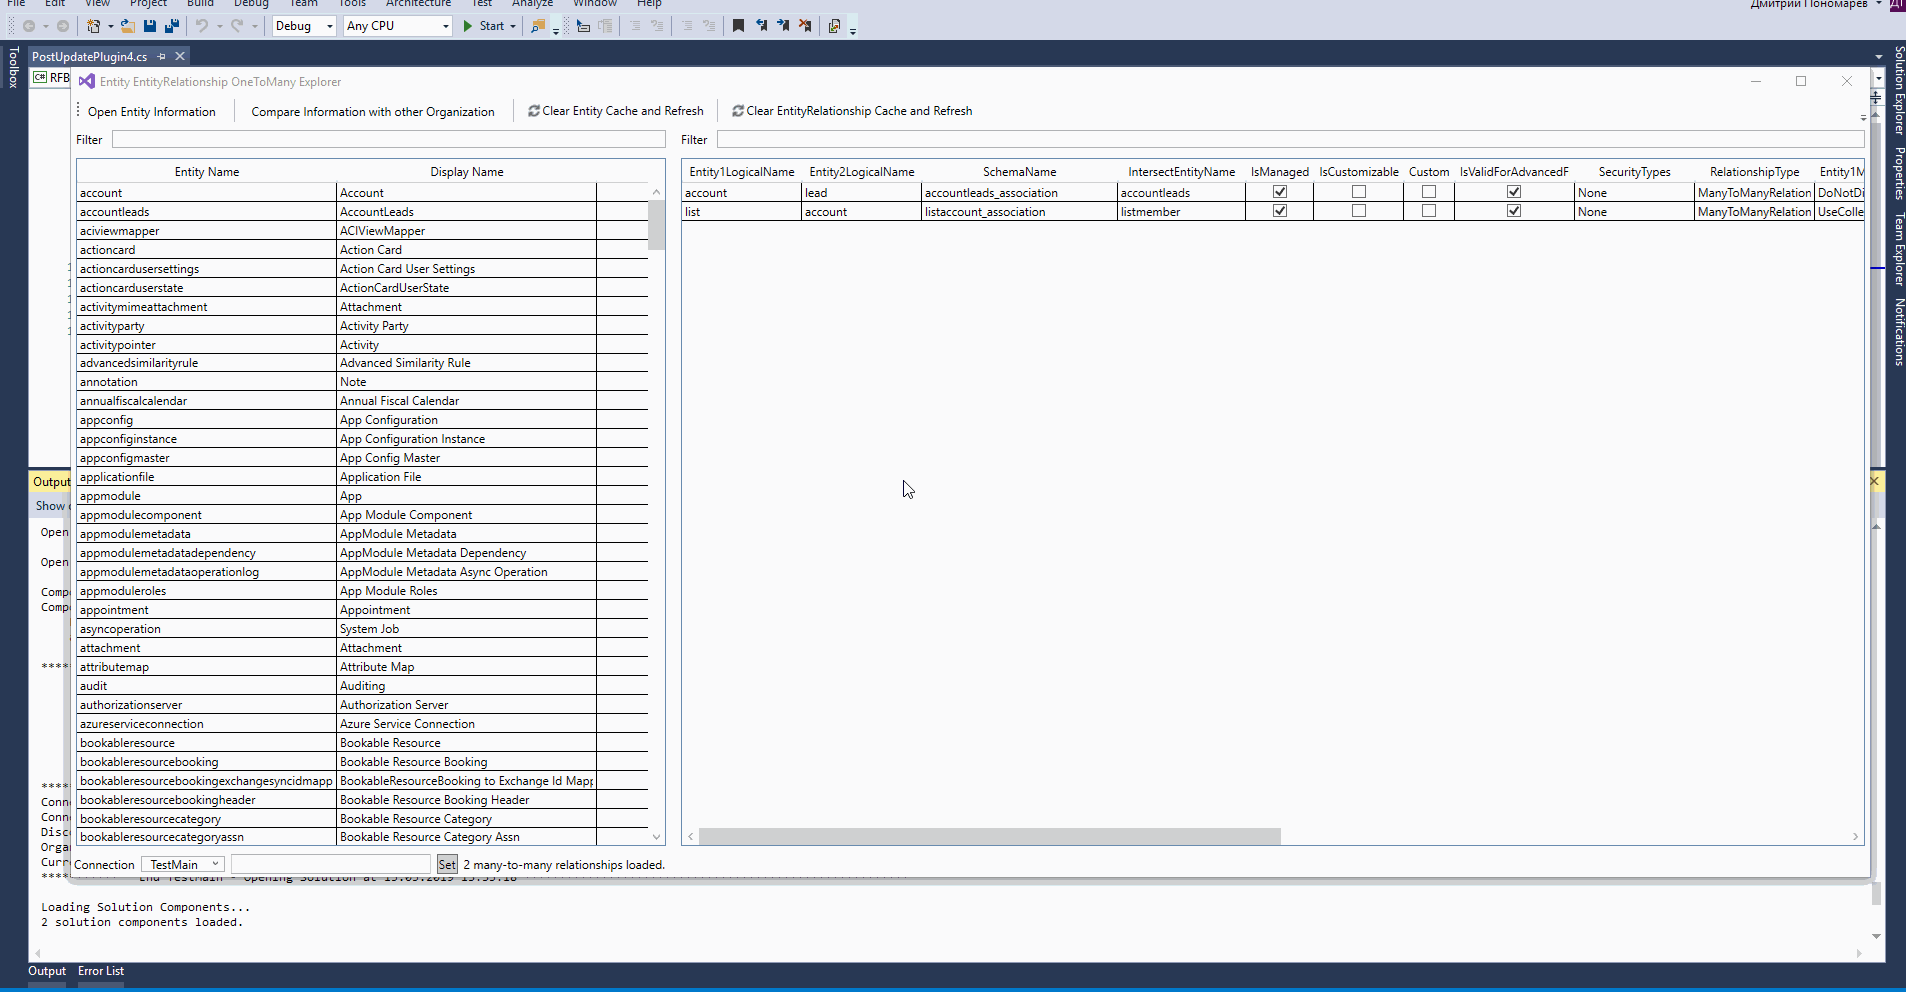 File Edit View Project Build Debug Team Tools Architecture Test Analyze Window Help
Дмитрий Пономарев ДП
Debug Any CPU Start
Toolbox
PostUpdatePlugin4.cs
C# RFB
Entity EntityRelationship OneToMany Explorer
Open Entity Information Compare Information with other Organization Clear Entity Cache and Refresh Clear EntityRelationship Cache and Refresh
Filter Filter
Entity Name Display Name
account Account
accountleads AccountLeads
aciviewmapper ACIViewMapper
actioncard Action Card
actioncardusersettings Action Card User Settings
actioncarduserstate ActionCardUserState
activitymimeattachment Attachment
activityparty Activity Party
activitypointer Activity
advancedsimilarityrule Advanced Similarity Rule
annotation Note
annualfiscalcalendar Annual Fiscal Calendar
appconfig App Configuration
appconfiginstance App Configuration Instance
appconfigmaster App Config Master
applicationfile Application File
appmodule App
appmodulecomponent App Module Component
appmodulemetadata AppModule Metadata
appmodulemetadatadependency AppModule Metadata Dependency
appmodulemetadataoperationlog AppModule Metadata Async Operation
appmoduleroles App Module Roles
appointment Appointment
asyncoperation System Job
attachment Attachment
attributemap Attribute Map
audit Auditing
authorizationserver Authorization Server
azureserviceconnection Azure Service Connection
bookableresource Bookable Resource
bookableresourcebooking Bookable Resource Booking
bookableresourcebookingexchangesyncidmapp BookableResourceBooking to Exchange Id Mapp
bookableresourcebookingheader Bookable Resource Booking Header
bookableresourcecategory Bookable Resource Category
bookableresourcecategoryassn Bookable Resource Category Assn
Entity1LogicalName Entity2LogicalName SchemaName IntersectEntityName IsManaged IsCustomizable Custom IsValidForAdvancedF SecurityTypes RelationshipType Entity1M
account lead accountleads_association accountleads None ManyToManyRelation DoNotDi
list account listaccount_association listmember None ManyToManyRelation UseColle
Connection TestMain Set 2 many-to-many relationships loaded.
Output
Show
Open
Open
Comp
Comp
****
****
Conn
Conn
Disc
Orga
Curr
End TestMain - Opening Solution at 15.05.2019 15:55:18
Loading Solution Components...
2 solution components loaded.
Output Error List
Solution Explorer
Properties
Team Explorer
Notifications